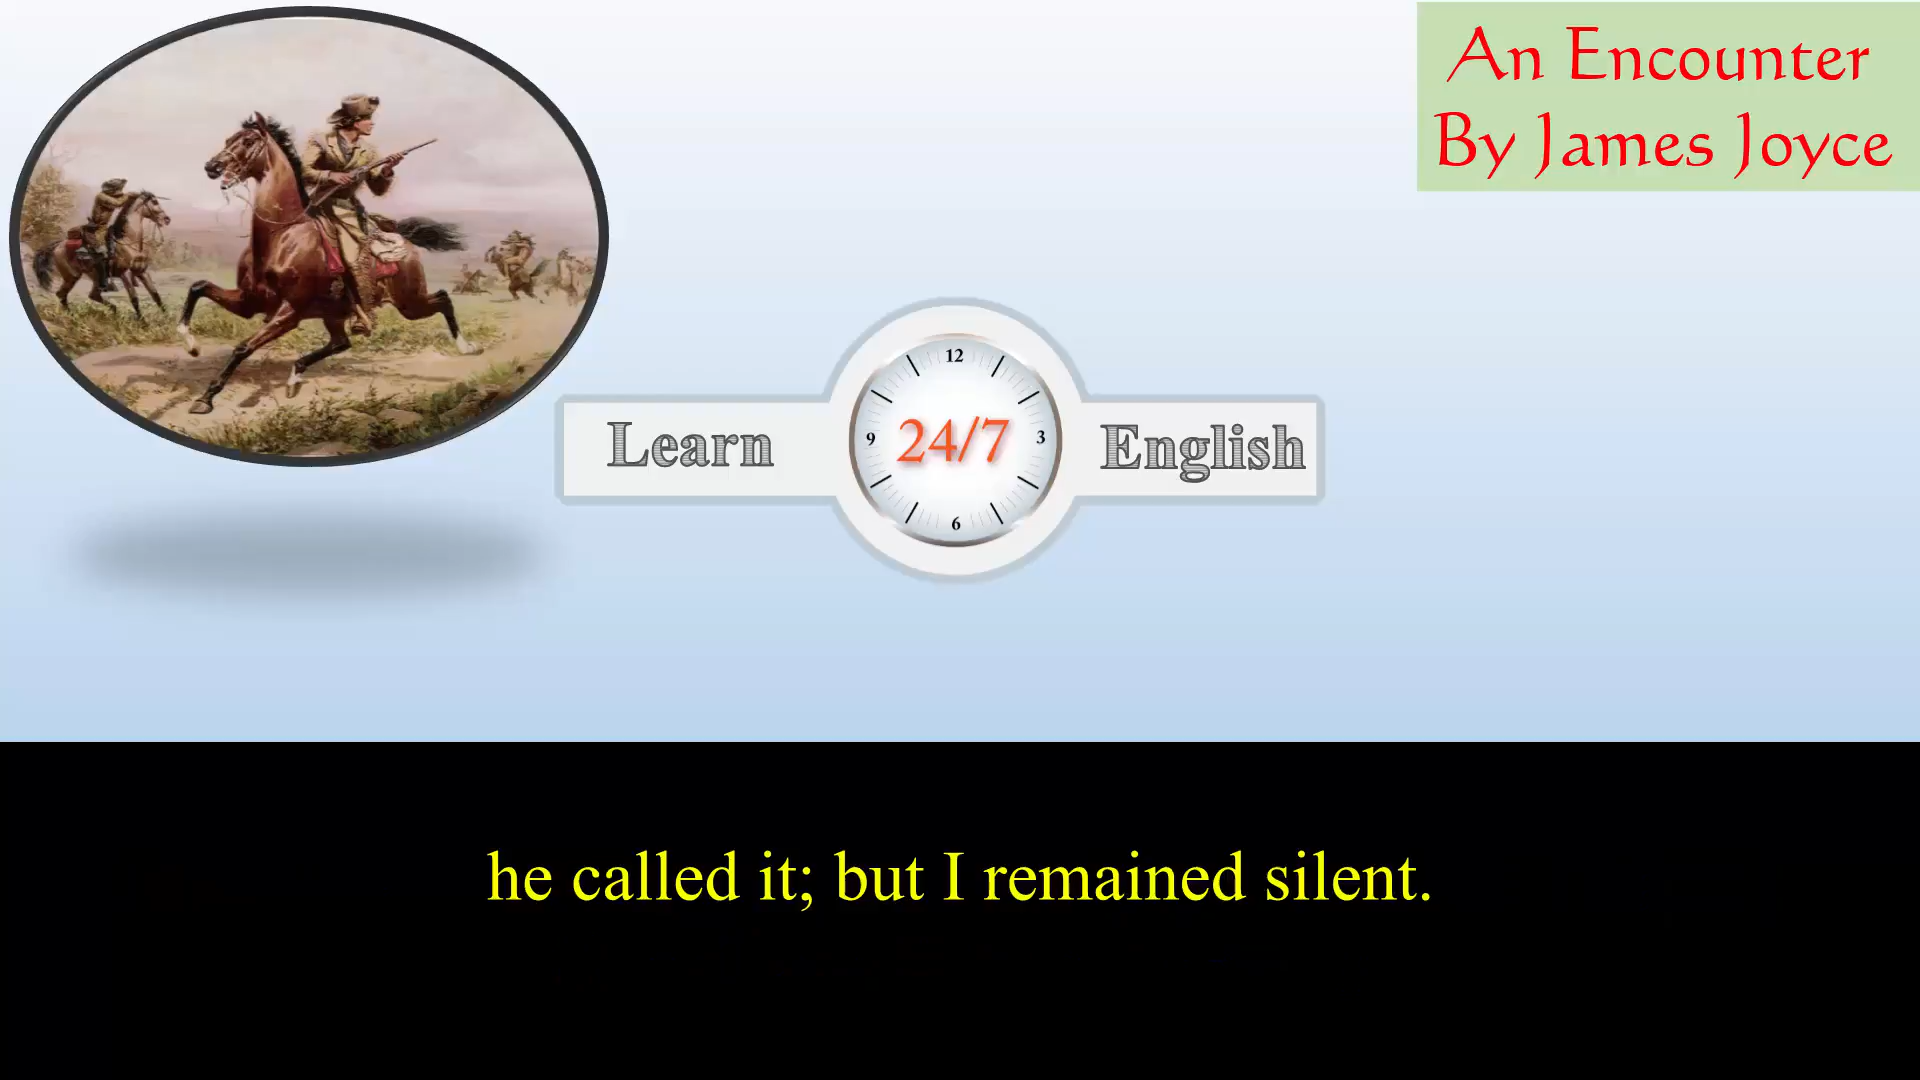 An Encounter
By James Joyce
12
Learn
9
24/7
3
English
6
he called it; but I remained silent.